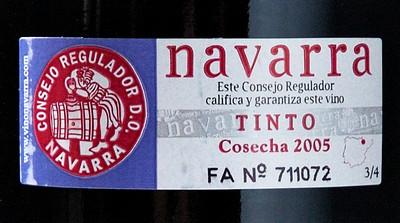 www.vinonavarra.com
CONSEJO REGULADOR D.O.
NAVARRA
navarra
Este Consejo Regulador
califica y garantiza este vino
navarra
TINTO
Cosecha 2005
FA Nº 711072
3/4